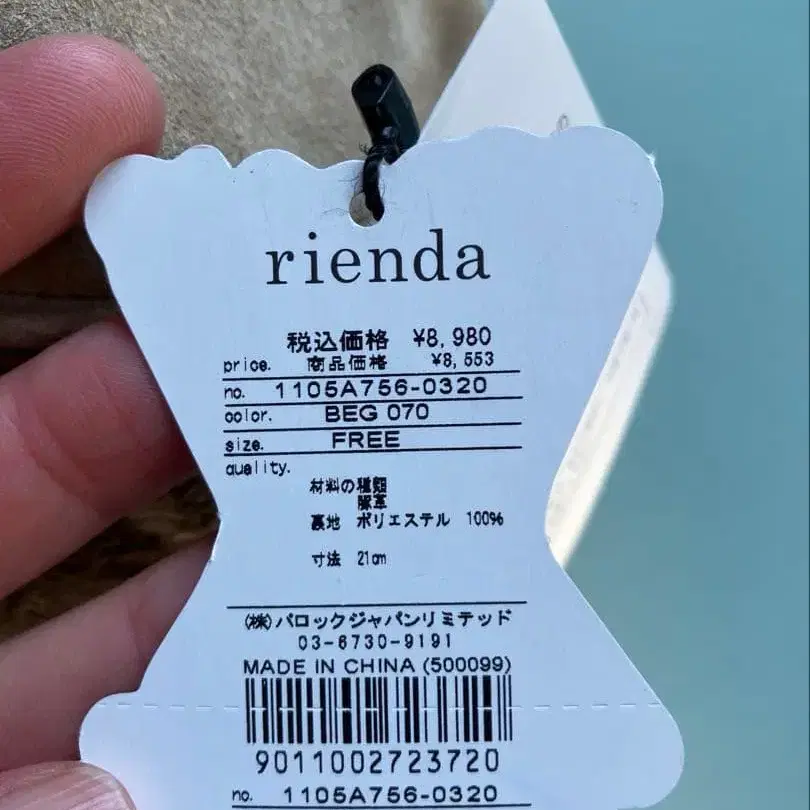 rienda
税込価格 ¥8,980
price. 商品価格 ¥8,553
no. 1105A756-0320
color. BEG 070
size. FREE
quality.
材料の種類
豚革
裏地 ポリエステル 100%
寸法 21cm
(株)バロックジャパンリミテッド
03-6730-9191
MADE IN CHINA (500099)
9011002723720
no. 1105A756-0320